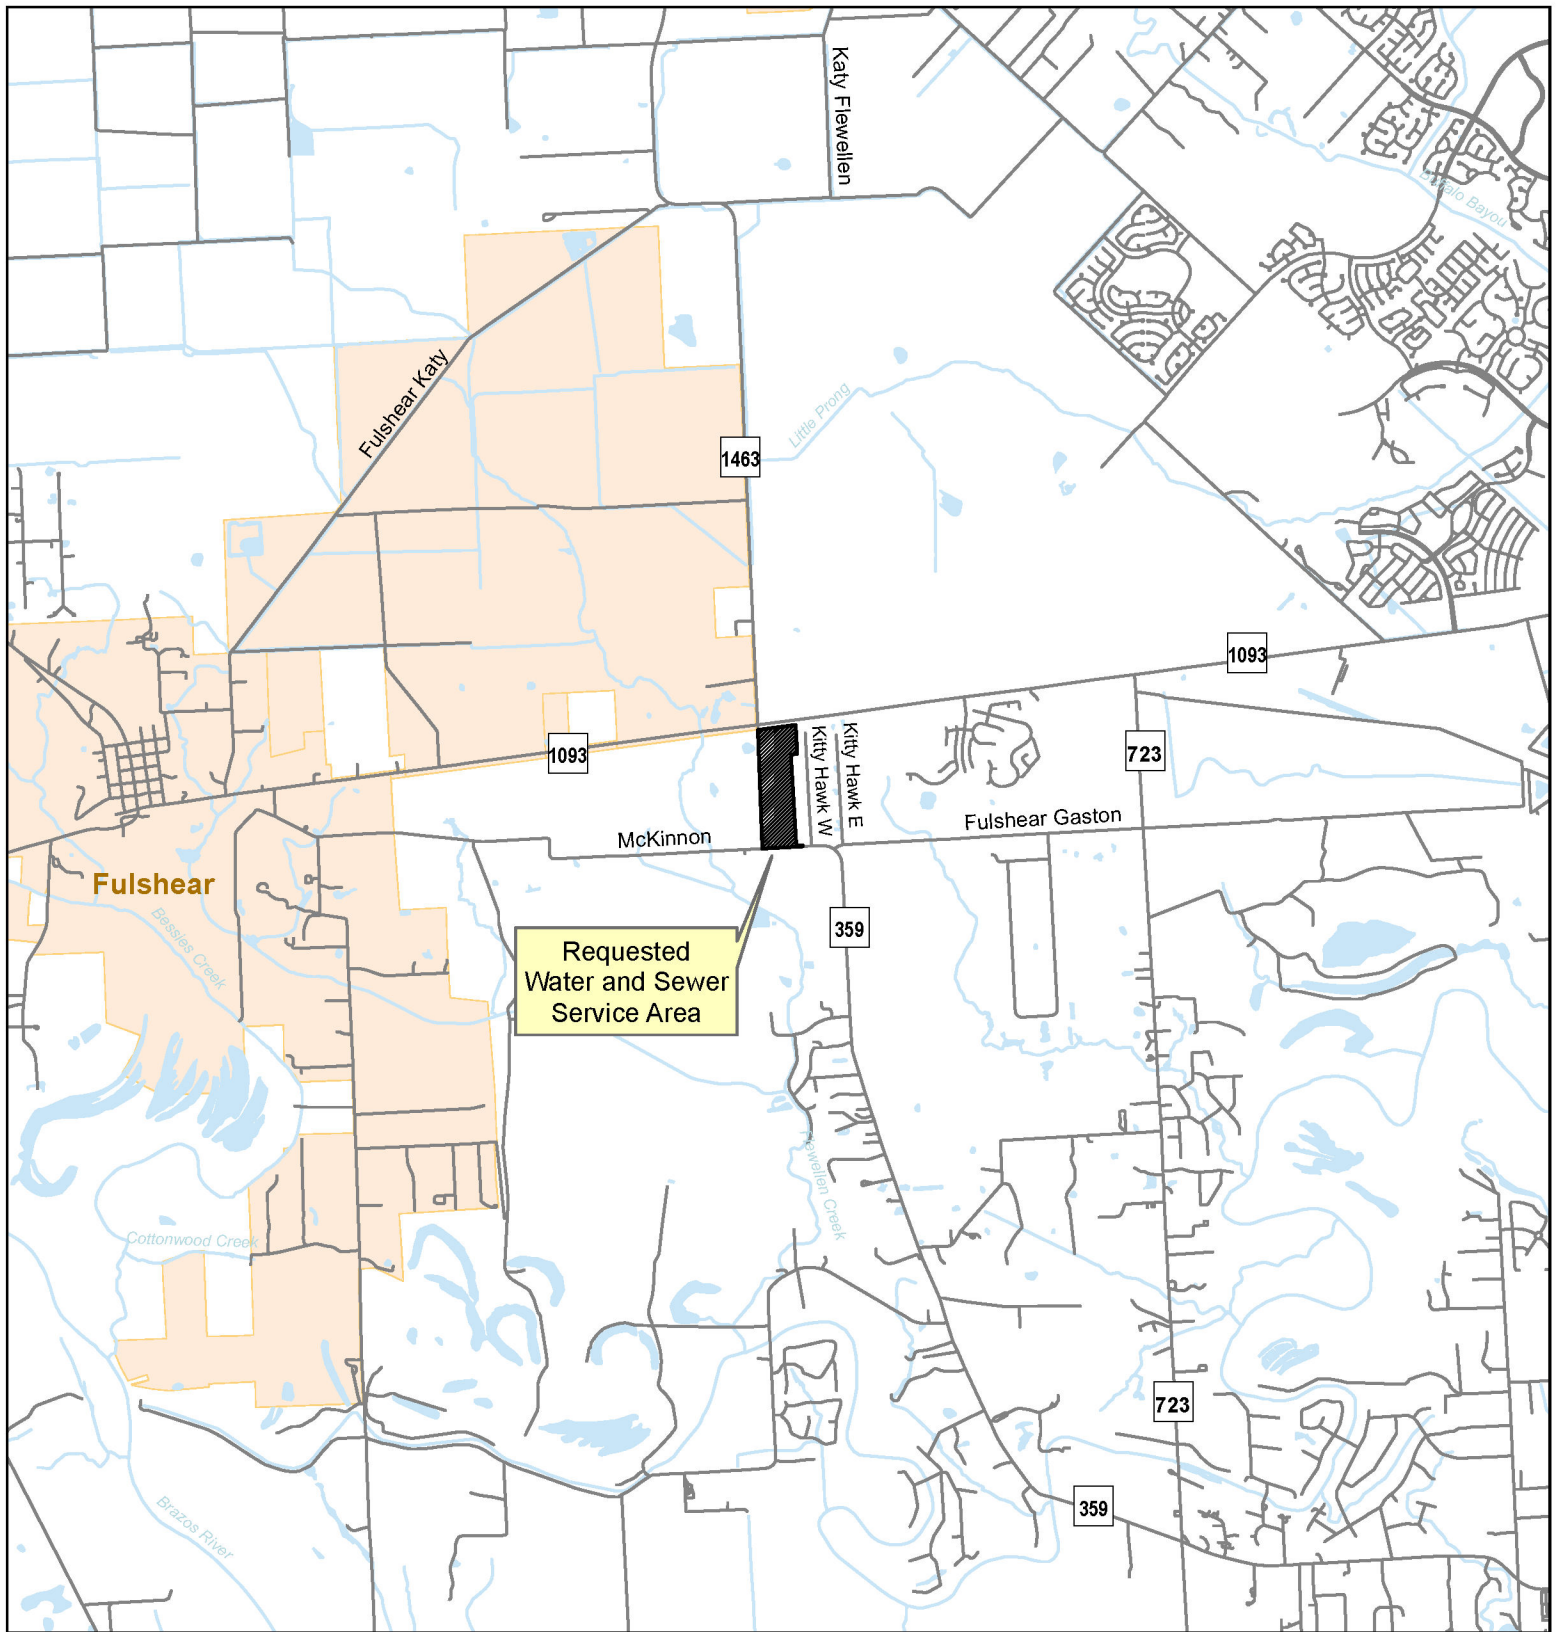 Katy Flewellen
Buffalo Bayou
Fulshear Katy
Little Prong
1463
1093
1093
Kitty Hawk W
Kitty Hawk E
723
McKinnon
Fulshear Gaston
Fulshear
Bessies Creek
359
Requested
Water and Sewer
Service Area
Flewellen Creek
Cottonwood Creek
723
359
Brazos River